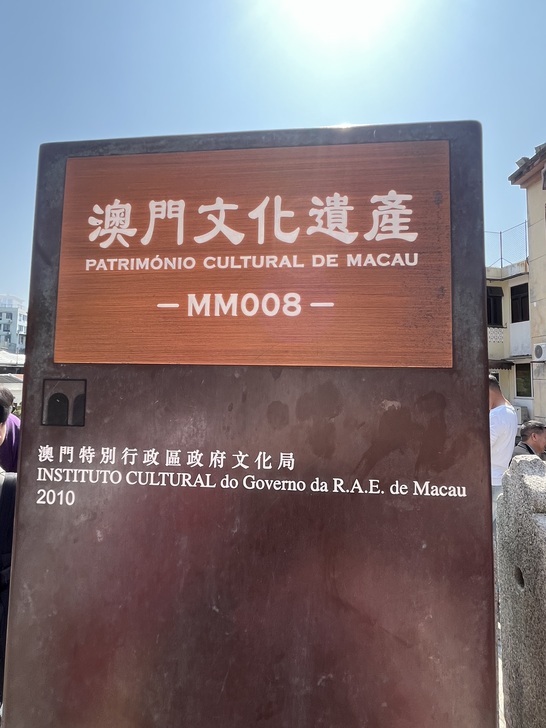 澳門文化遺產
PATRIMÓNIO CULTURAL DE MACAU
— MM008 —
澳門特別行政區政府文化局
INSTITUTO CULTURAL do Governo da R.A.E. de Macau
2010